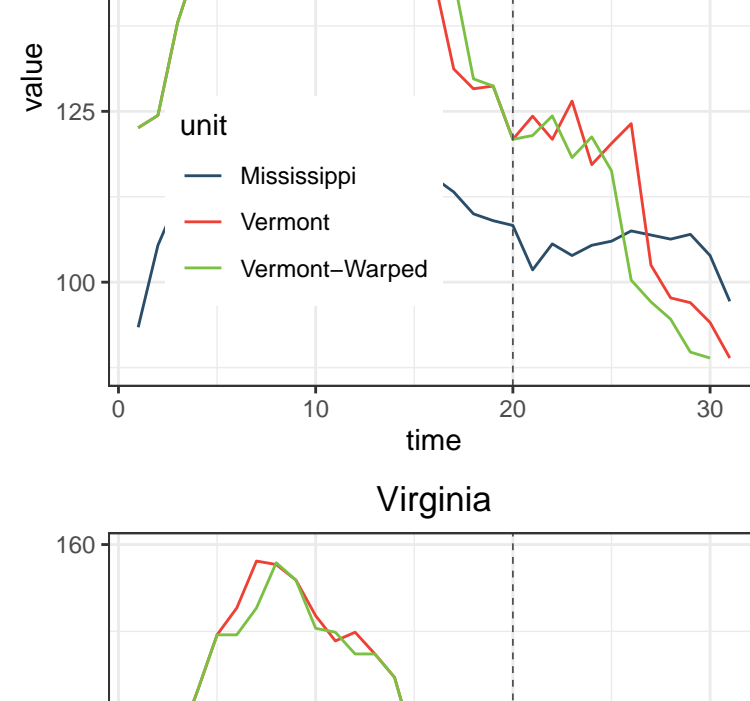 value
125
100
unit
Mississippi
Vermont
Vermont−Warped
0 10 20 30
time
Virginia
160